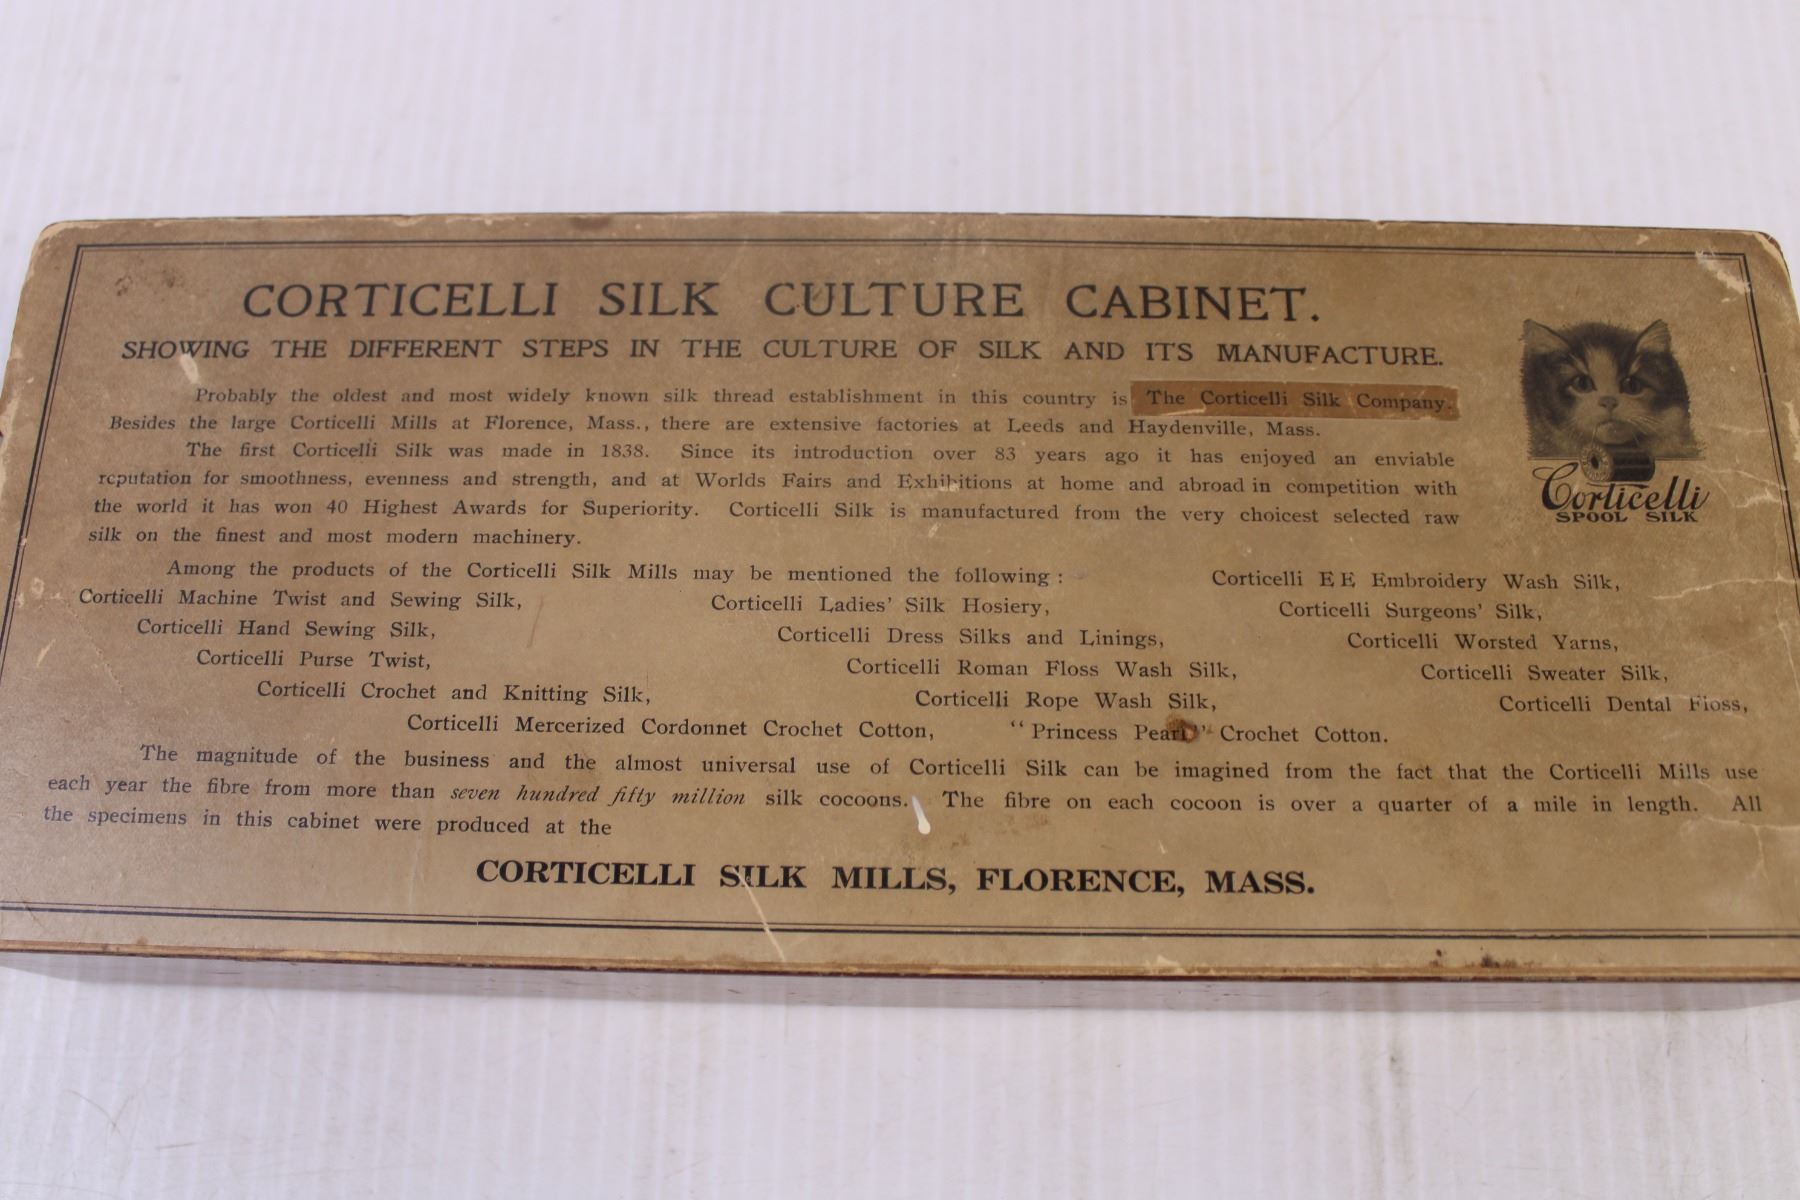 CORTICELLI SILK CULTURE CABINET.
SHOWING THE DIFFERENT STEPS IN THE CULTURE OF SILK AND ITS MANUFACTURE.
Probably the oldest and most widely known silk thread establishment in this country is The Corticelli Silk Company.
Besides the large Corticelli Mills at Florence, Mass., there are extensive factories at Leeds and Haydenville, Mass.
The first Corticelli Silk was made in 1838. Since its introduction over 83 years ago it has enjoyed an enviable
reputation for smoothness, evenness and strength, and at Worlds Fairs and Exhibitions at home and abroad in competition with
the world it has won 40 Highest Awards for Superiority. Corticelli Silk is manufactured from the very choicest selected raw
silk on the finest and most modern machinery.
Corticelli
SPOOL SILK
Among the products of the Corticelli Silk Mills may be mentioned the following : Corticelli E E Embroidery Wash Silk,
Corticelli Machine Twist and Sewing Silk, Corticelli Ladies' Silk Hosiery, Corticelli Surgeons' Silk,
Corticelli Hand Sewing Silk, Corticelli Dress Silks and Linings, Corticelli Worsted Yarns,
Corticelli Purse Twist, Corticelli Roman Floss Wash Silk, Corticelli Sweater Silk,
Corticelli Crochet and Knitting Silk, Corticelli Rope Wash Silk, Corticelli Dental Floss,
Corticelli Mercerized Cordonnet Crochet Cotton, "Princess Pearl" Crochet Cotton.
The magnitude of the business and the almost universal use of Corticelli Silk can be imagined from the fact that the Corticelli Mills use
each year the fibre from more than seven hundred fifty million silk cocoons. The fibre on each cocoon is over a quarter of a mile in length. All
the specimens in this cabinet were produced at the
CORTICELLI SILK MILLS, FLORENCE, MASS.